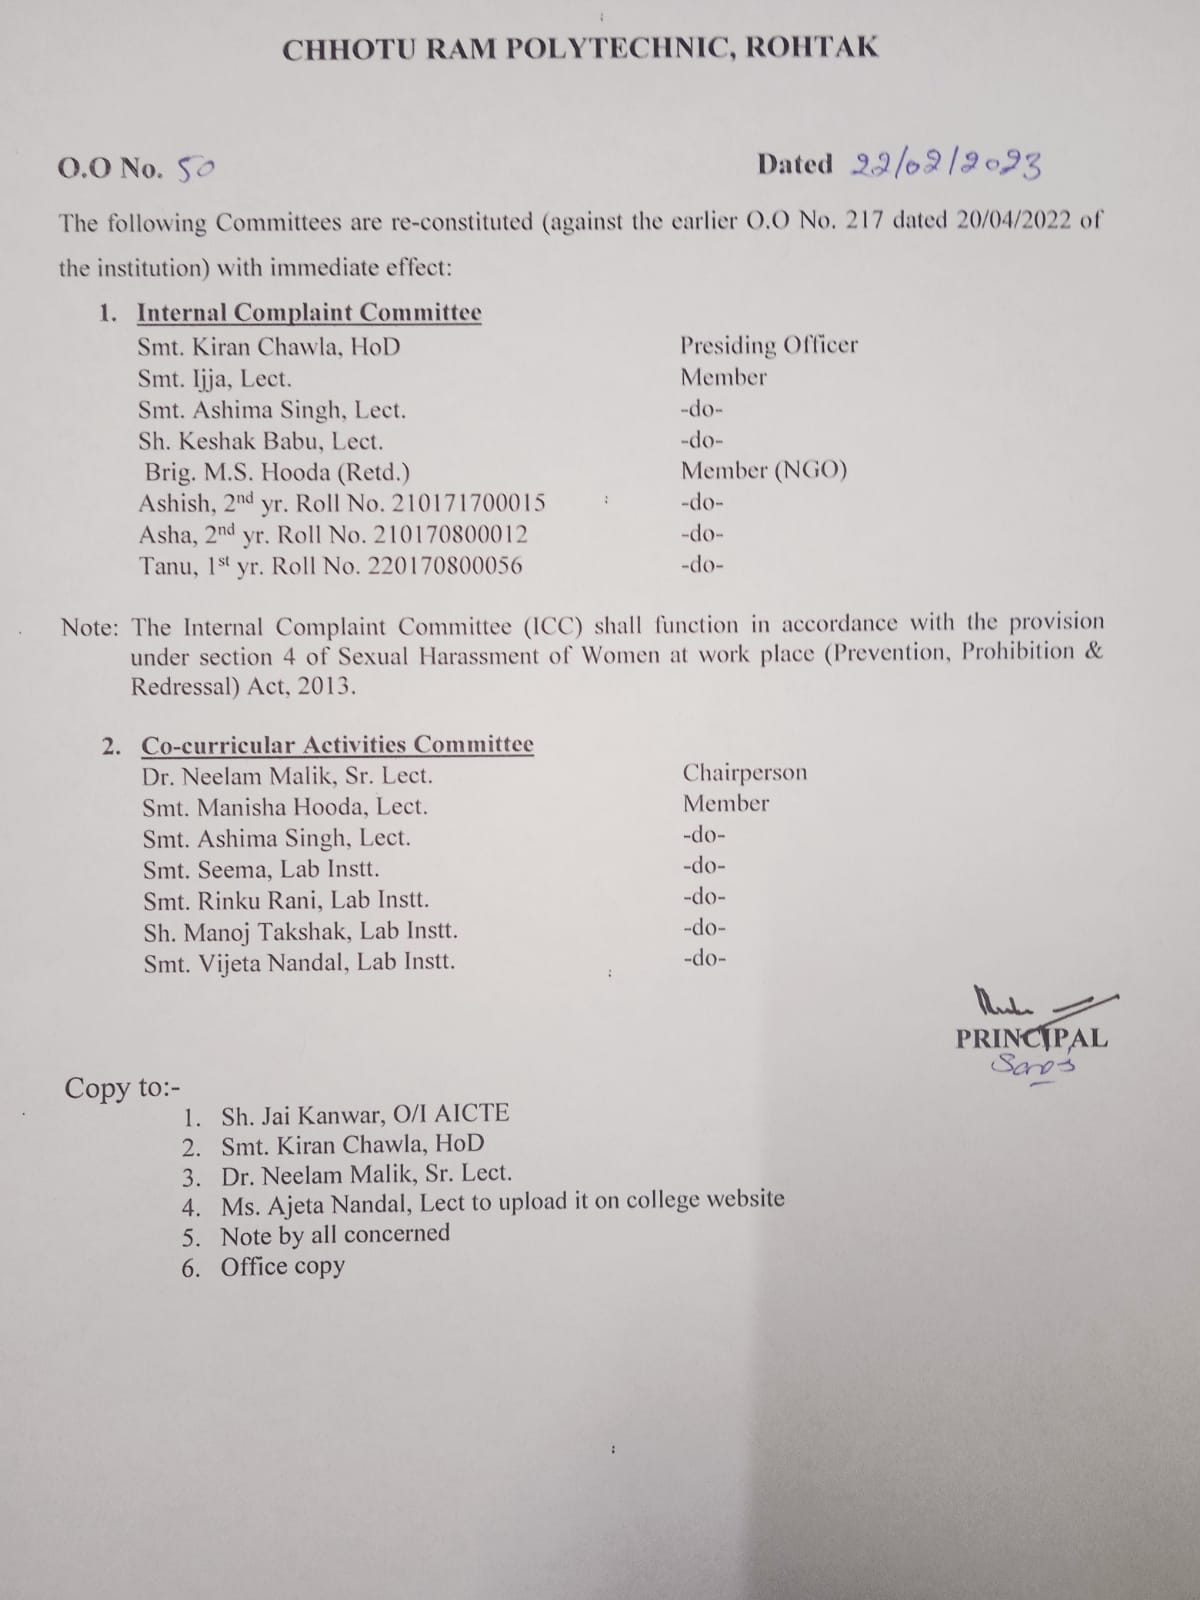 CHHOTU RAM POLYTECHNIC, ROHTAK
O.O No. 50 Dated 22/02/2023
The following Committees are re-constituted (against the earlier O.O No. 217 dated 20/04/2022 of
the institution) with immediate effect:
1. Internal Complaint Committee
Smt. Kiran Chawla, HoD Presiding Officer
Smt. Ijja, Lect. Member
Smt. Ashima Singh, Lect. -do-
Sh. Keshak Babu, Lect. -do-
Brig. M.S. Hooda (Retd.) Member (NGO)
Ashish, 2nd yr. Roll No. 210171700015 -do-
Asha, 2nd yr. Roll No. 210170800012 -do-
Tanu, 1st yr. Roll No. 220170800056 -do-
Note: The Internal Complaint Committee (ICC) shall function in accordance with the provision
under section 4 of Sexual Harassment of Women at work place (Prevention, Prohibition &
Redressal) Act, 2013.
2. Co-curricular Activities Committee
Dr. Neelam Malik, Sr. Lect. Chairperson
Smt. Manisha Hooda, Lect. Member
Smt. Ashima Singh, Lect. -do-
Smt. Seema, Lab Instt. -do-
Smt. Rinku Rani, Lab Instt. -do-
Sh. Manoj Takshak, Lab Instt. -do-
Smt. Vijeta Nandal, Lab Instt. -do-
PRINCIPAL
Copy to:-
1. Sh. Jai Kanwar, O/I AICTE
2. Smt. Kiran Chawla, HoD
3. Dr. Neelam Malik, Sr. Lect.
4. Ms. Ajeta Nandal, Lect to upload it on college website
5. Note by all concerned
6. Office copy